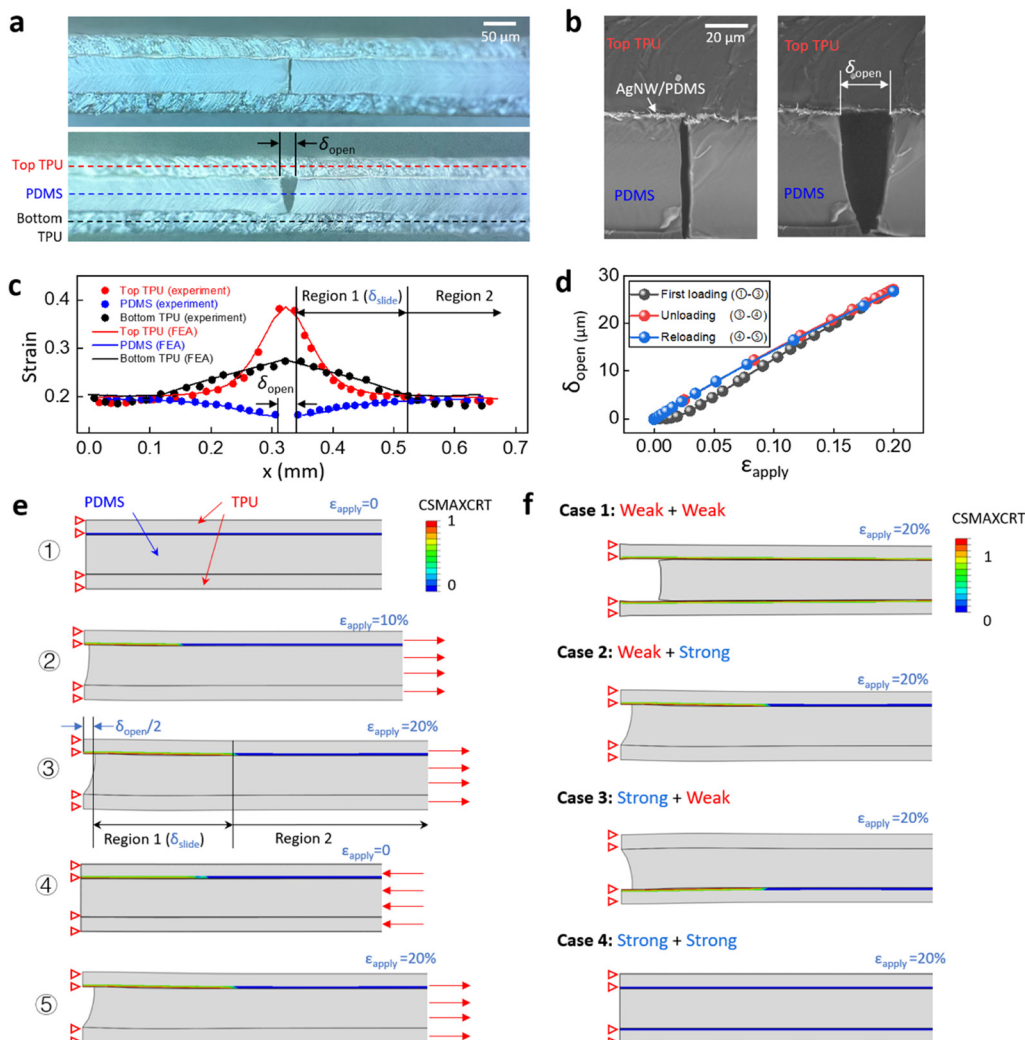 a
50 μm
δopen
Top TPU
PDMS
Bottom
TPU
b
20 μm
Top TPU
AgNW/PDMS
PDMS
Top TPU
δopen
PDMS
c
Top TPU (experiment)
PDMS (experiment)
Bottom TPU (experiment)
Top TPU (FEA)
PDMS (FEA)
Bottom TPU (FEA)
Region 1 (δslide)
Region 2
δopen
Strain
0.4
0.3
0.2
0.0 0.1 0.2 0.3 0.4 0.5 0.6 0.7
x (mm)
d
First loading (①-③)
Unloading (③-④)
Reloading (④-⑤)
δopen (μm)
30
20
10
0
0.00 0.05 0.10 0.15 0.20
εapply
e
PDMS
TPU
εapply=0
CSMAXCRT
1
0
①
εapply=10%
②
δopen/2
εapply=20%
③
Region 1 (δslide)
Region 2
εapply=0
④
εapply=20%
⑤
f
Case 1: Weak + Weak
εapply=20%
CSMAXCRT
1
0
Case 2: Weak + Strong
εapply=20%
Case 3: Strong + Weak
εapply=20%
Case 4: Strong + Strong
εapply=20%